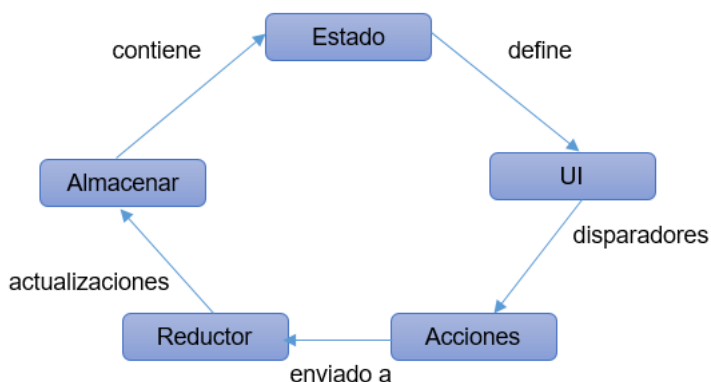 Estado
contiene
define
Almacenar
UI
disparadores
actualizaciones
Reductor
Acciones
enviado a